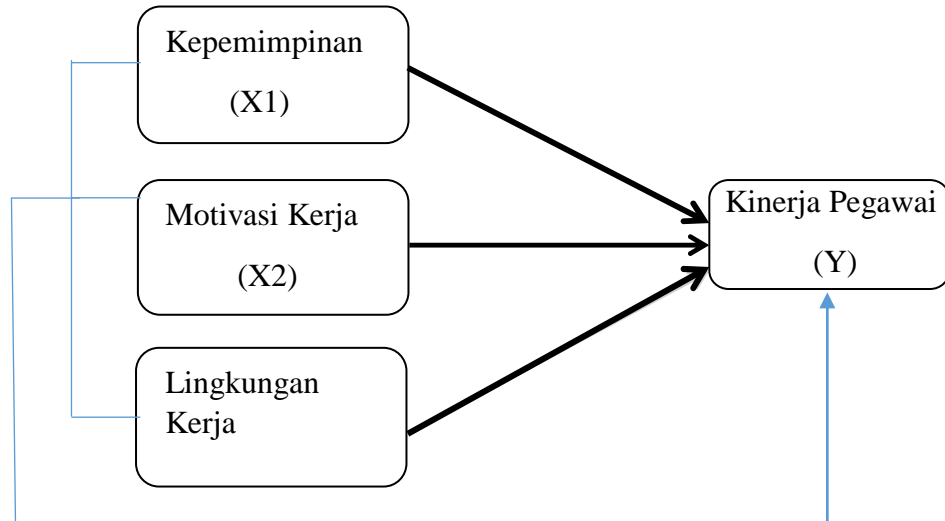 Kepemimpinan
(X1)
Motivasi Kerja
(X2)
Lingkungan
Kerja
Kinerja Pegawai
(Y)